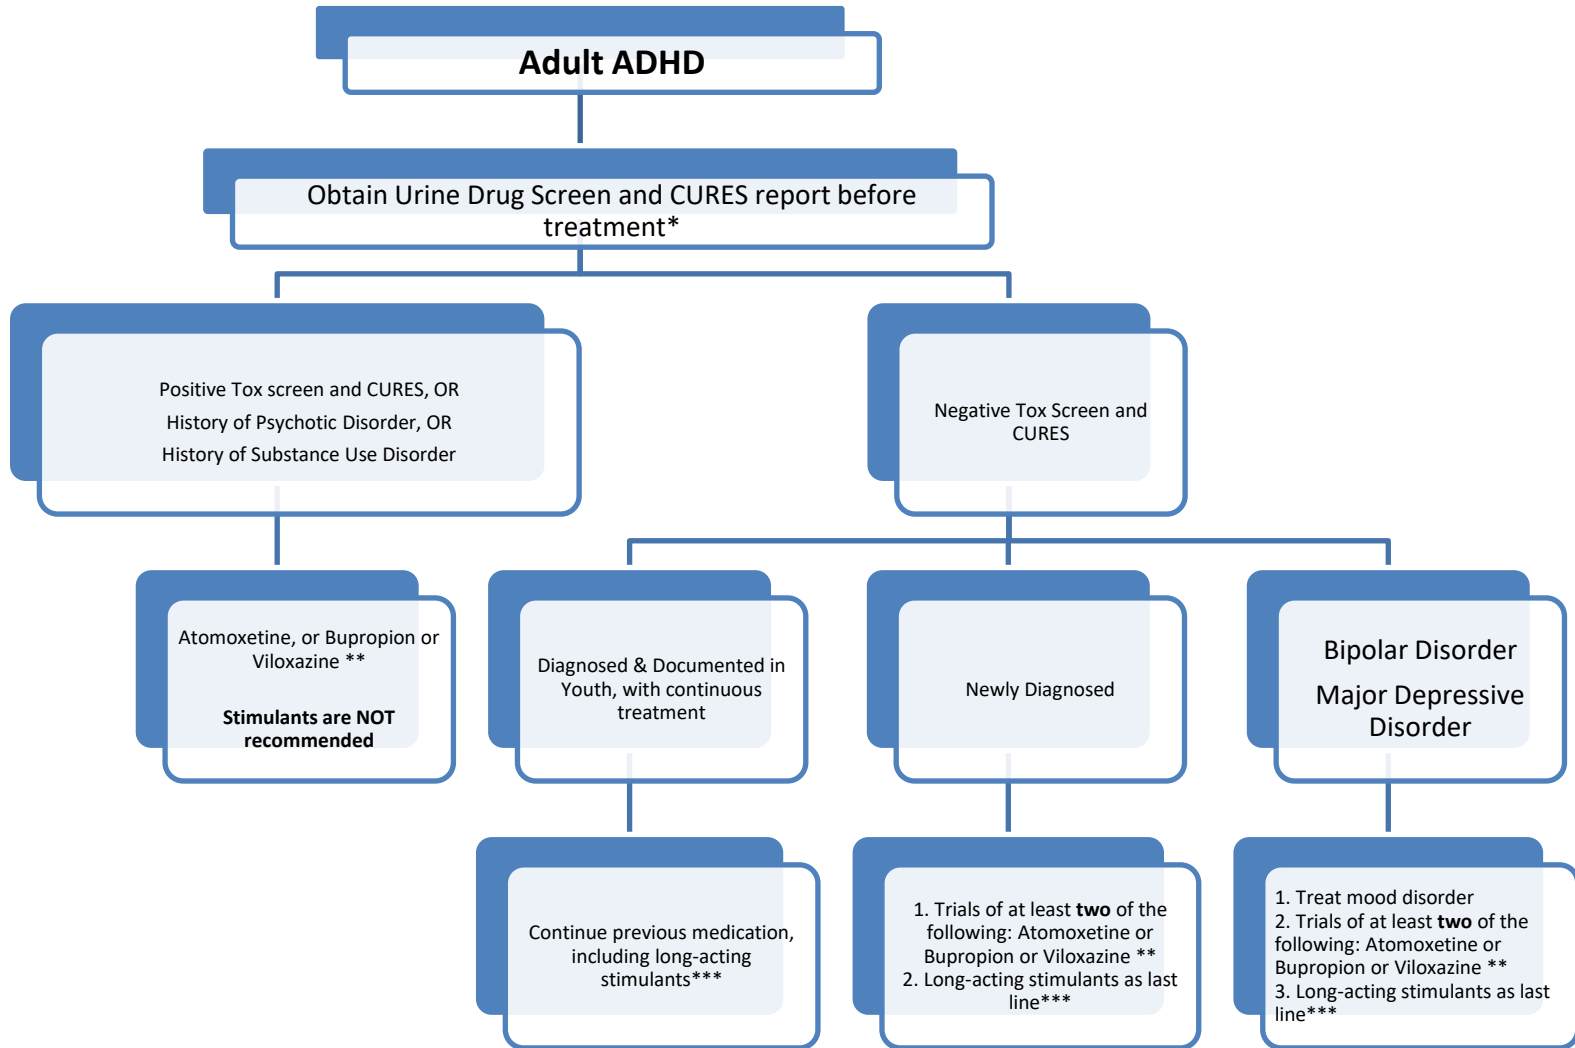 Adult ADHD
Obtain Urine Drug Screen and CURES report before
treatment*
Positive Tox screen and CURES, OR
History of Psychotic Disorder, OR
History of Substance Use Disorder
Negative Tox Screen and
CURES
Atomoxetine, or Bupropion or
Viloxazine **
Stimulants are NOT
recommended
Diagnosed & Documented in
Youth, with continuous
treatment
Newly Diagnosed
Bipolar Disorder
Major Depressive
Disorder
Continue previous medication,
including long-acting
stimulants***
1. Trials of at least two of the
following: Atomoxetine or
Bupropion or Viloxazine **
2. Long-acting stimulants as last
line***
1. Treat mood disorder
2. Trials of at least two of the
following: Atomoxetine or
Bupropion or Viloxazine **
3. Long-acting stimulants as last
line***